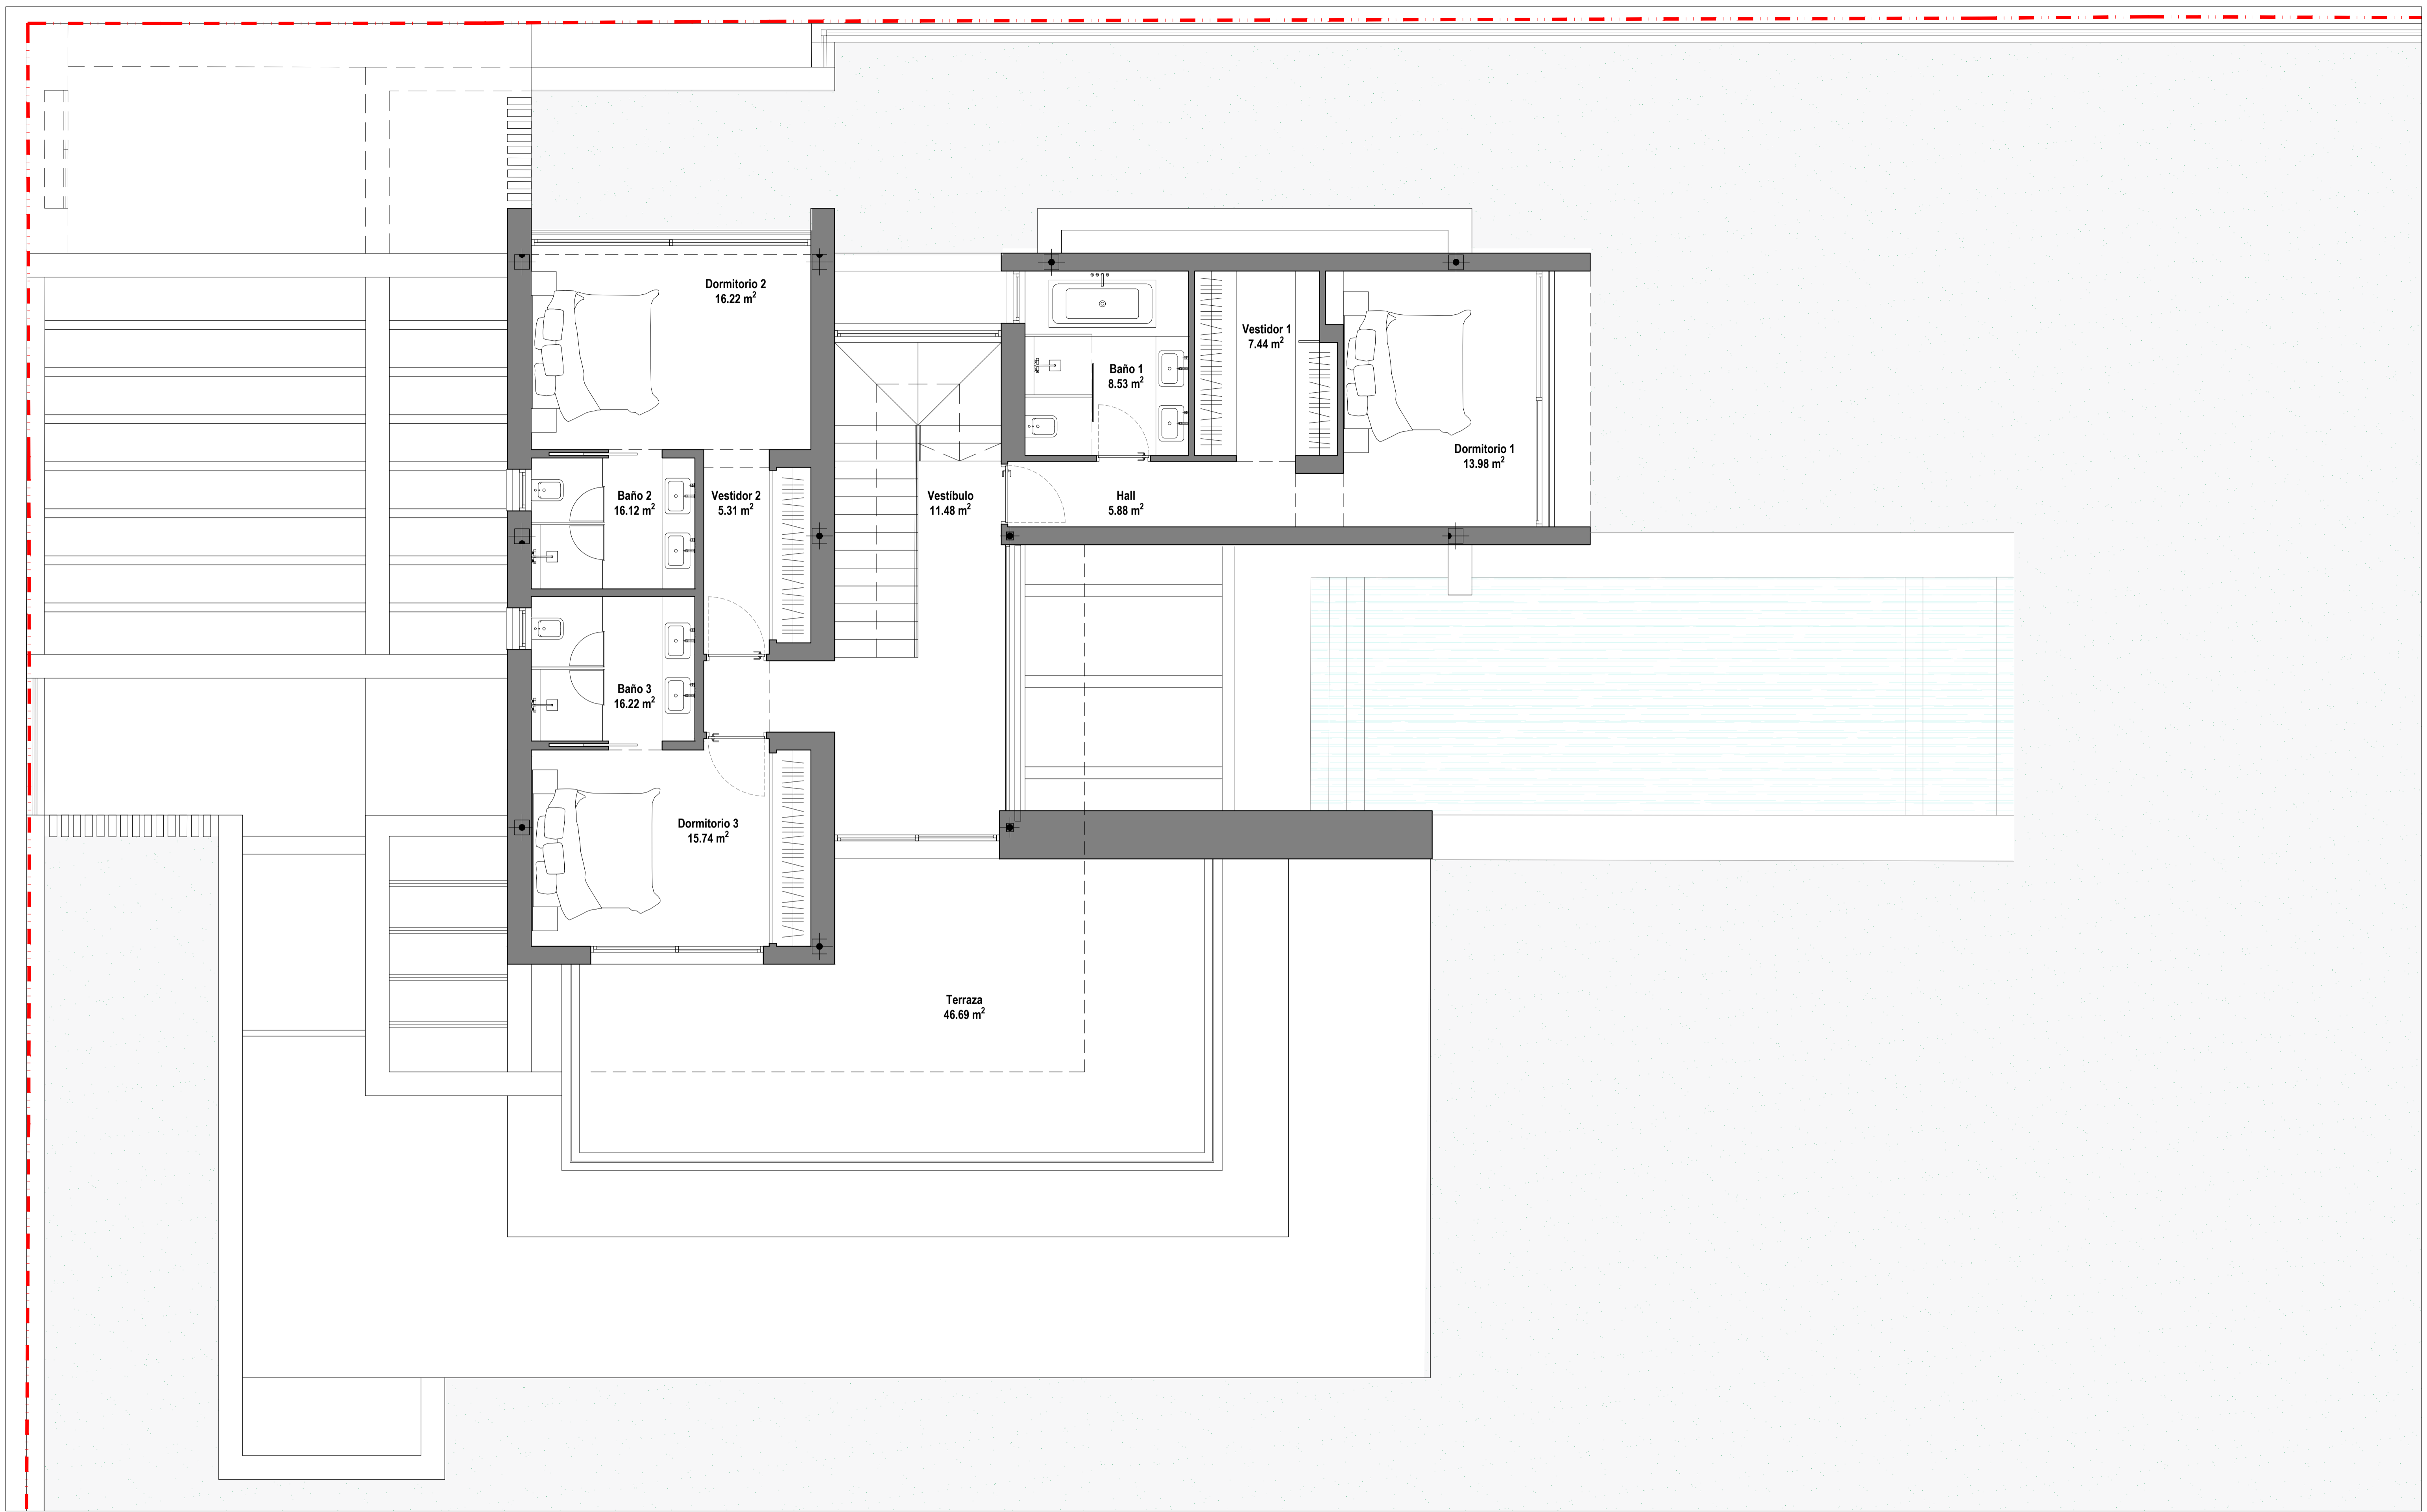 Dormitorio 2
16.22 m²
Vestidor 1
7.44 m²
Baño 1
8.53 m²
Dormitorio 1
13.98 m²
Baño 2
16.12 m²
Vestidor 2
5.31 m²
Vestíbulo
11.48 m²
Hall
5.88 m²
Baño 3
16.22 m²
Dormitorio 3
15.74 m²
Terraza
46.69 m²